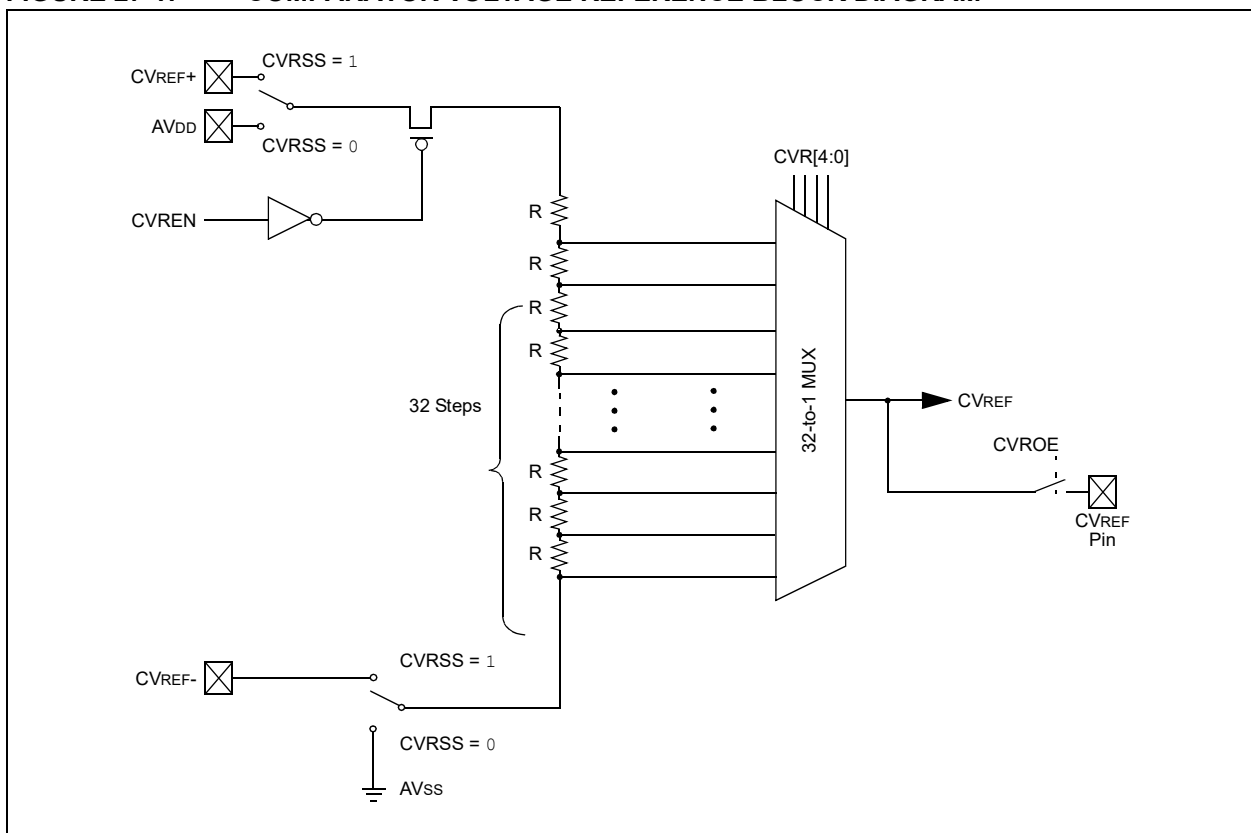 CVREF+
CVRSS = 1
AVDD
CVRSS = 0
CVREN
CVR[4:0]
R
R
R
R
32 Steps
R
R
R
32-to-1 MUX
CVREF
CVROE
CVREF
Pin
CVREF-
CVRSS = 1
CVRSS = 0
AVSS